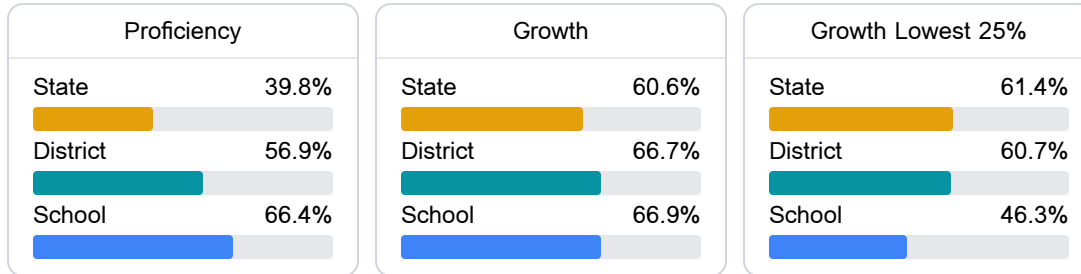 Proficiency
State 39.8%
District 56.9%
School 66.4%
Growth
State 60.6%
District 66.7%
School 66.9%
Growth Lowest 25%
State 61.4%
District 60.7%
School 46.3%